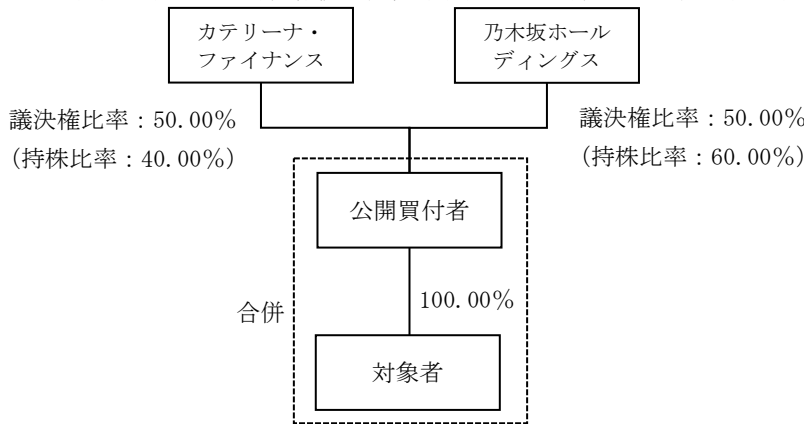 カテリーナ・
ファイナンス
乃木坂ホール
ディングス
議決権比率：50.00%
(持株比率：40.00%)
議決権比率：50.00%
(持株比率：60.00%)
公開買付者
合併
100.00%
対象者